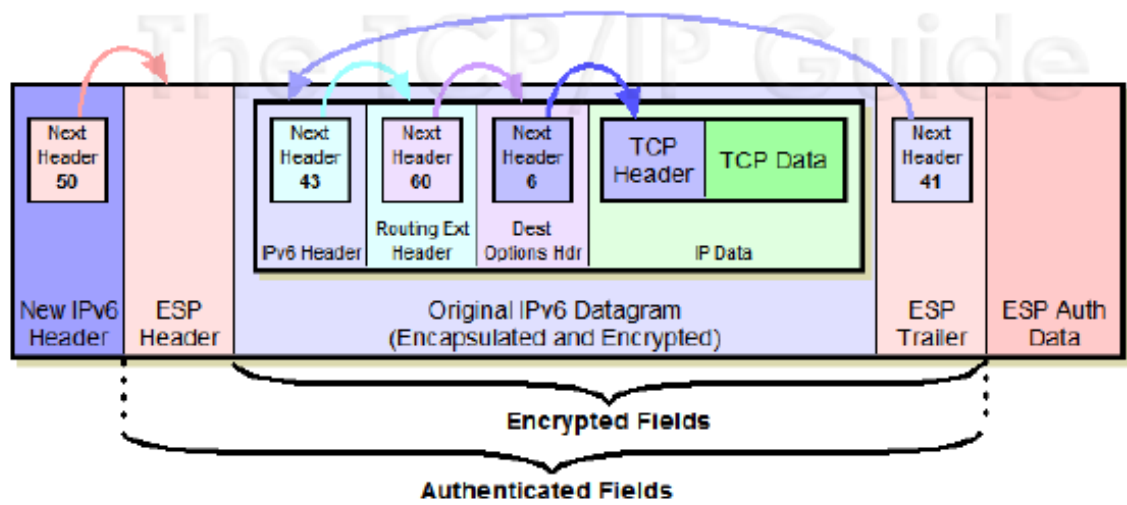 The TCP/IP Guide
Next
Header
50
Next
Header
43
Next
Header
60
Next
Header
6
TCP
Header
TCP Data
Next
Header
41
IPv6 Header
Routing Ext
Header
Dest
Options Hdr
IP Data
New IPv6
Header
ESP
Header
Original IPv6 Datagram
(Encapsulated and Encrypted)
ESP
Trailer
ESP Auth
Data
Encrypted Fields
Authenticated Fields